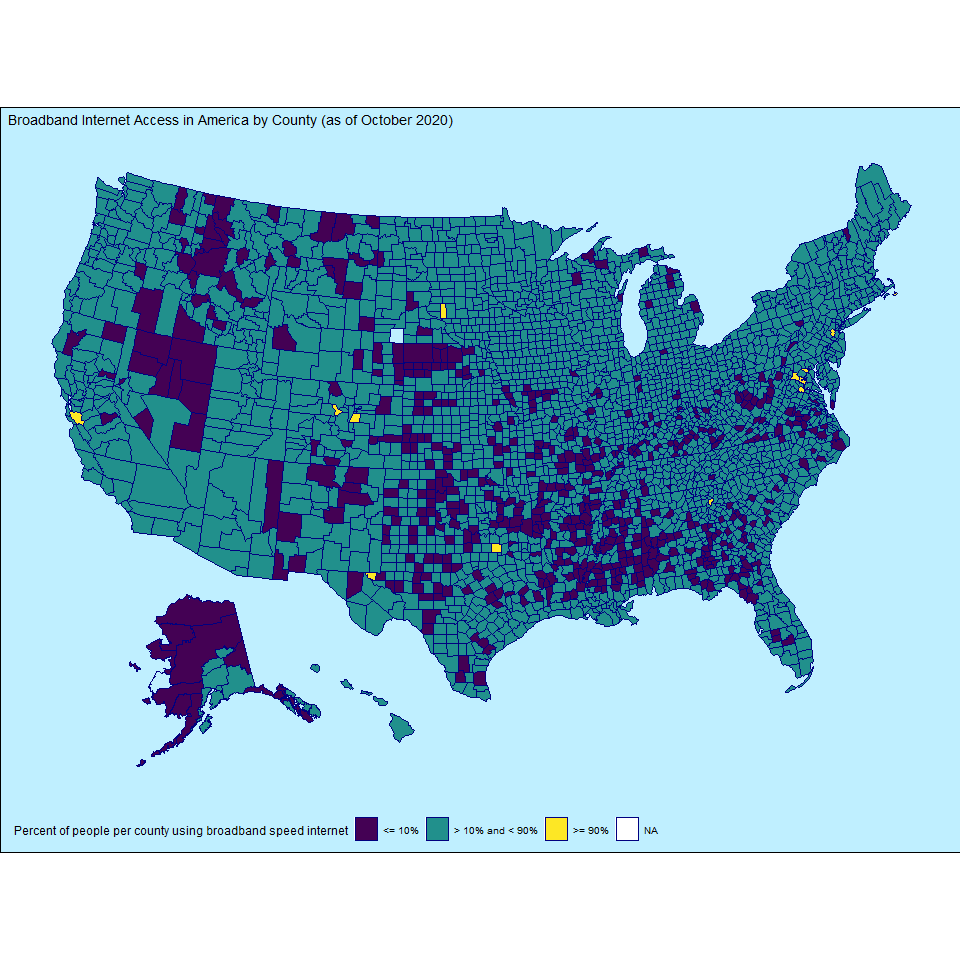 Broadband Internet Access in America by County (as of October 2020)
Percent of people per county using broadband speed internet <= 10% > 10% and < 90% >= 90% NA